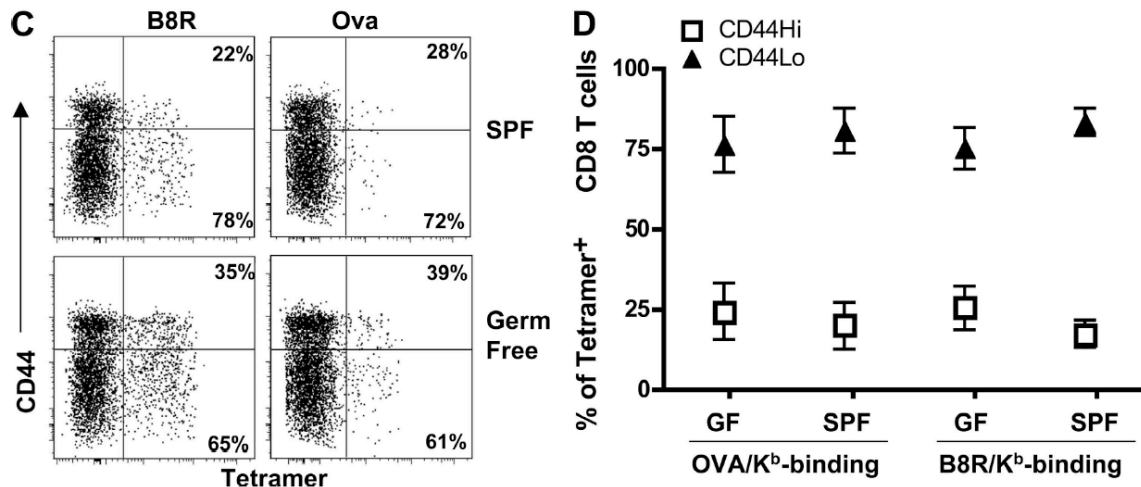 C
B8R
Ova
22%
28%
SPF
78%
72%
35%
39%
Germ
Free
65%
61%
CD44
Tetramer
D
CD44Hi
CD44Lo
% of Tetramer⁺ CD8 T cells
100
75
50
25
0
GF SPF GF SPF
OVA/Kᵇ-binding B8R/Kᵇ-binding